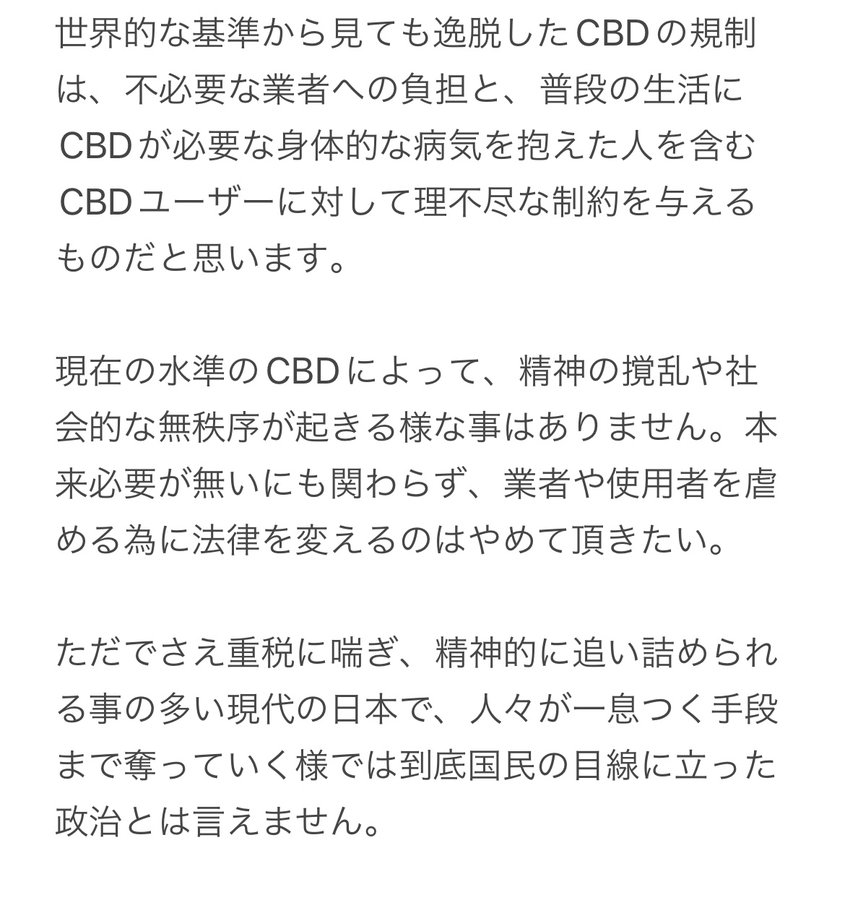 世界的な基準から見ても逸脱したCBDの規制
は、不必要な業者への負担と、普段の生活に
CBDが必要な身体的な病気を抱えた人を含む
CBDユーザーに対して理不尽な制約を与える
ものだと思います。
現在の水準のCBDによって、精神の撹乱や社
会的な無秩序が起きる様な事はありません。本
来必要が無いにも関わらず、業者や使用者を虐
める為に法律を変えるのはやめて頂きたい。
ただでさえ重税に喘ぎ、精神的に追い詰められ
る事の多い現代の日本で、人々が一息つく手段
まで奪っていく様では到底国民の目線に立った
政治とは言えません。